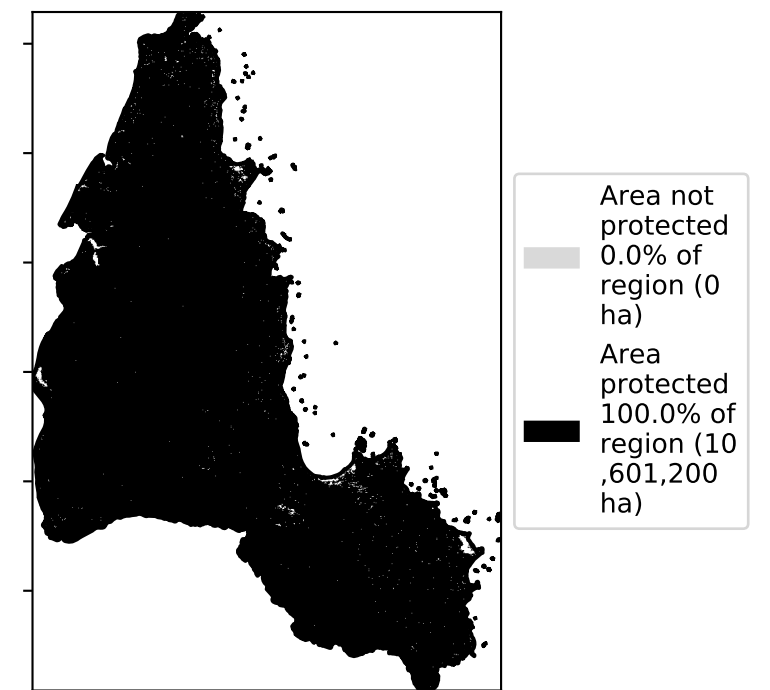 Area not
protected
0.0% of
region (0
ha)
Area
protected
100.0% of
region (10
,601,200
ha)